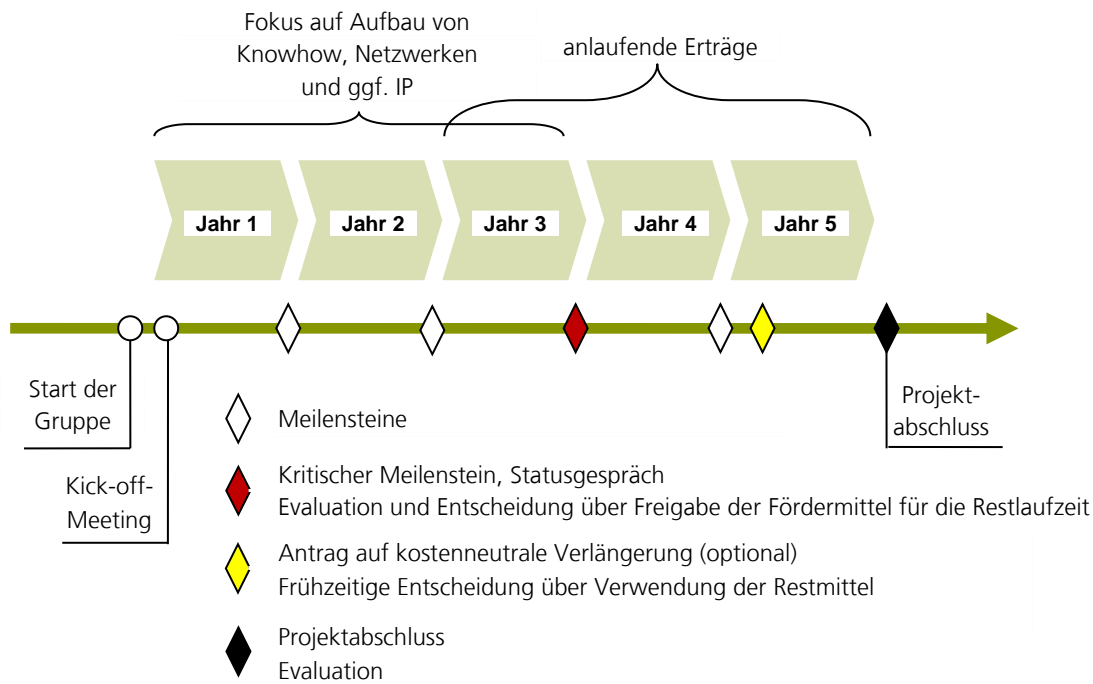 Fokus auf Aufbau von
Knowhow, Netzwerken
und ggf. IP
anlaufende Erträge
Jahr 1
Jahr 2
Jahr 3
Jahr 4
Jahr 5
Start der
Gruppe
Kick-off-
Meeting
Projekt-
abschluss
Meilensteine
Kritischer Meilenstein, Statusgespräch
Evaluation und Entscheidung über Freigabe der Fördermittel für die Restlaufzeit
Antrag auf kostenneutrale Verlängerung (optional)
Frühzeitige Entscheidung über Verwendung der Restmittel
Projektabschluss
Evaluation